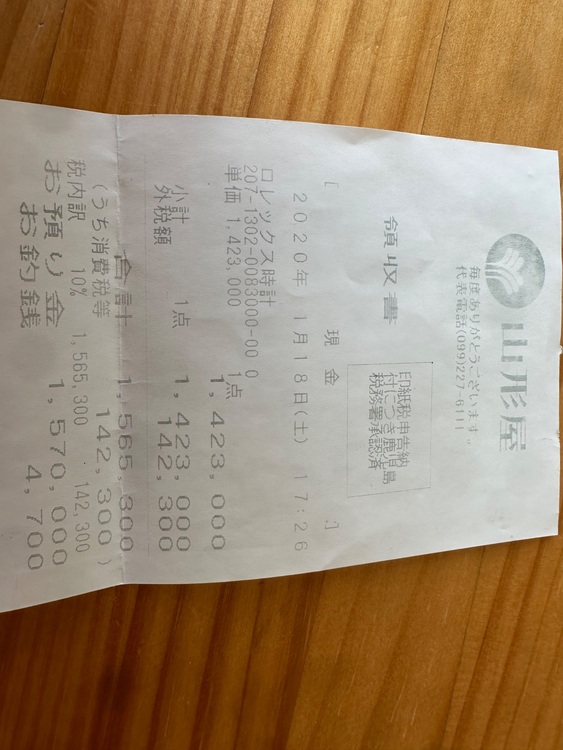 山形屋
毎度ありがとうございます。
代表電話(099)227-6111
印紙税申告納
付につき鹿児島
税務署承認済
領収書
[ 現金 ]
2020年 1月18日(土) 17:26
ロレックス時計
207-1302-0083000-00 0
単価 1,423,000 1点 1,423,000
小計 1点 1,423,000
外税額 142,300
合計 1,565,300
(うち消費税等 142,300)
税内訳 10% 1,565,300 142,300
お預り金 1,570,000
お釣銭 4,700